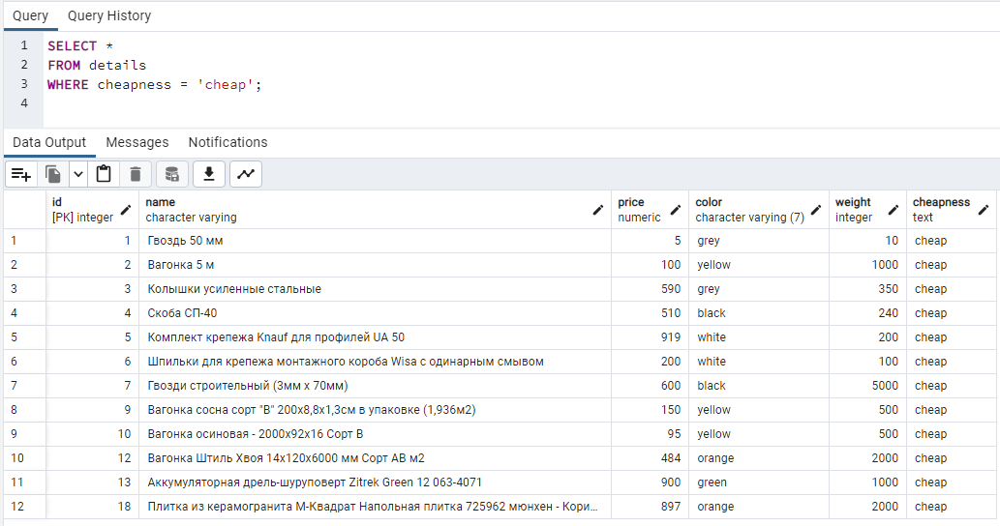 Query Query History
1 SELECT *
2 FROM details
3 WHERE cheapness = 'cheap';
4
Data Output Messages Notifications
id name price color weight cheapness
[PK] integer character varying numeric character varying (7) integer text
1 1 Гвоздь 50 мм 5 grey 10 cheap
2 2 Вагонка 5 м 100 yellow 1000 cheap
3 3 Колышки усиленные стальные 590 grey 350 cheap
4 4 Скоба СП-40 510 black 240 cheap
5 5 Комплект крепежа Knauf для профилей UA 50 919 white 200 cheap
6 6 Шпильки для крепежа монтажного короба Wisa с одинарным смывом 200 white 100 cheap
7 7 Гвозди строительный (3мм х 70мм) 600 black 5000 cheap
8 9 Вагонка сосна сорт "В" 200х8,8х1,3см в упаковке (1,936м2) 150 yellow 500 cheap
9 10 Вагонка осиновая - 2000х92х16 Сорт В 95 yellow 500 cheap
10 12 Вагонка Штиль Хвоя 14х120х6000 мм Сорт АВ м2 484 orange 2000 cheap
11 13 Аккумуляторная дрель-шуруповерт Zitrek Green 12 063-4071 900 green 1000 cheap
12 18 Плитка из керамогранита М-Квадрат Напольная плитка 725962 мюнхен - Кори... 897 orange 2000 cheap